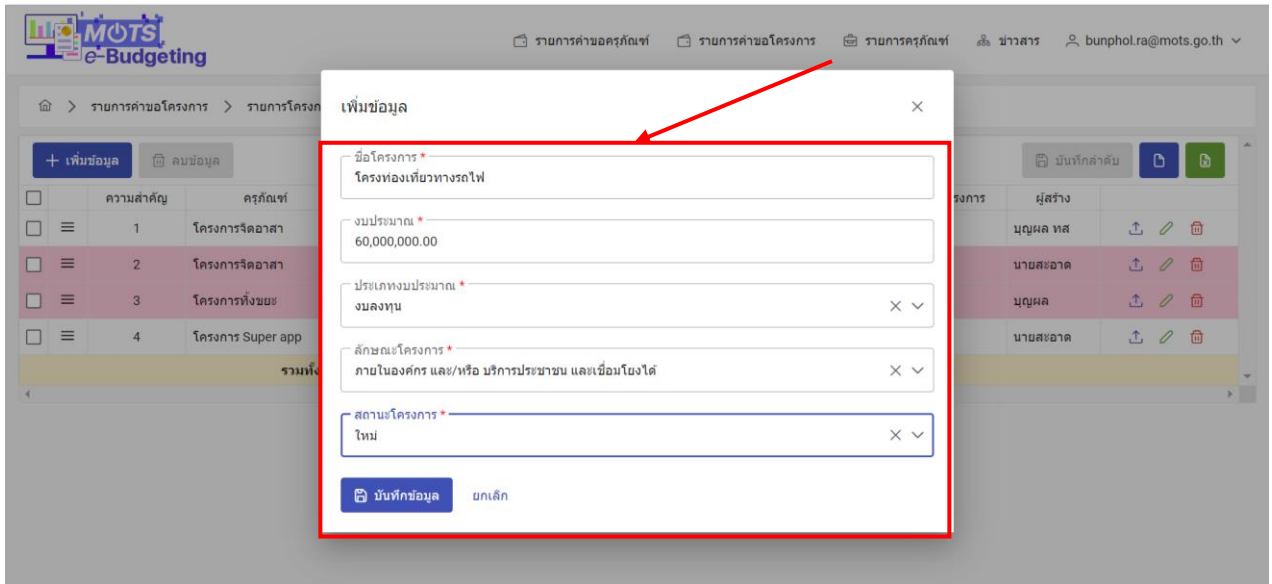 MOTS
e-Budgeting
รายการคำขอครุภัณฑ์
รายการคำขอโครงการ
รายการครุภัณฑ์
ข่าวสาร
bunphol.ra@mots.go.th
> รายการคำขอโครงการ > รายการโครงก
เพิ่มข้อมูล
+ เพิ่มข้อมูล
ลบข้อมูล
บันทึกลำดับ
ชื่อโครงการ *
โครงท่องเที่ยวทางรถไฟ
งบประมาณ *
60,000,000.00
ประเภทงบประมาณ *
งบลงทุน
ลักษณะโครงการ *
ภายในองค์กร และ/หรือ บริการประชาชน และเชื่อมโยงได้
สถานะโครงการ *
ใหม่
บันทึกข้อมูล
ยกเลิก
ความสำคัญ ครุภัณฑ์ รงการ ผู้สร้าง
1 โครงการจิตอาสา บุญผล ทส
2 โครงการจิตอาสา นายสะอาด
3 โครงการทิ้งขยะ บุญผล
4 โครงการ Super app นายสะอาด
รวมทั้ง